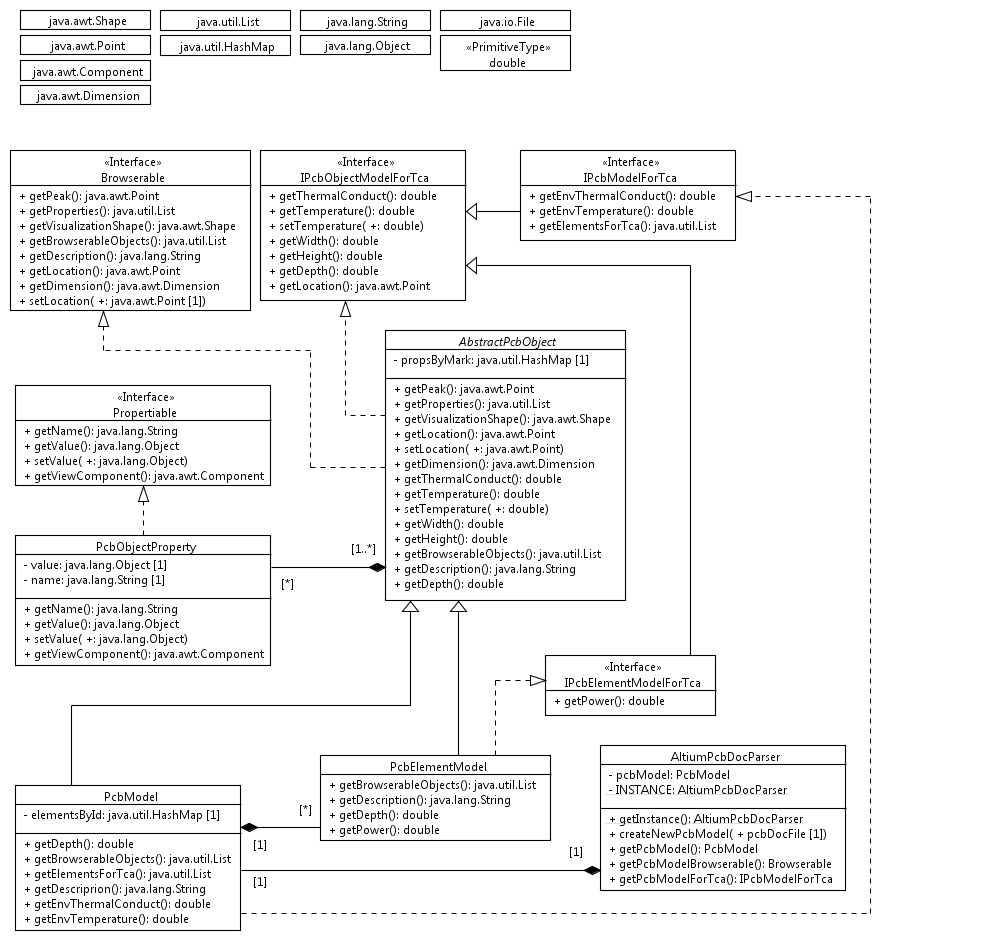 java.awt.Shape
java.util.List
java.lang.String
java.io.File
java.awt.Point
java.util.HashMap
java.lang.Object
«PrimitiveType»
double
java.awt.Component
java.awt.Dimension
«Interface»
Browserable
+ getPeak(): java.awt.Point
+ getProperties(): java.util.List
+ getVisualizationShape(): java.awt.Shape
+ getBrowserableObjects(): java.util.List
+ getDescription(): java.lang.String
+ getLocation(): java.awt.Point
+ getDimension(): java.awt.Dimension
+ setLocation( +: java.awt.Point [1])
«Interface»
IPcbObjectModelForTca
+ getThermalConduct(): double
+ getTemperature(): double
+ setTemperature( +: double)
+ getWidth(): double
+ getHeight(): double
+ getDepth(): double
+ getLocation(): java.awt.Point
«Interface»
IPcbModelForTca
+ getEnvThermalConduct(): double
+ getEnvTemperature(): double
+ getElementsForTca(): java.util.List
AbstractPcbObject
- propsByMark: java.util.HashMap [1]
+ getPeak(): java.awt.Point
+ getProperties(): java.util.List
+ getVisualizationShape(): java.awt.Shape
+ getLocation(): java.awt.Point
+ setLocation( +: java.awt.Point)
+ getDimension(): java.awt.Dimension
+ getThermalConduct(): double
+ getTemperature(): double
+ setTemperature( +: double)
+ getWidth(): double
+ getHeight(): double
+ getBrowserableObjects(): java.util.List
+ getDescription(): java.lang.String
+ getDepth(): double
«Interface»
Propertiable
+ getName(): java.lang.String
+ getValue(): java.lang.Object
+ setValue( +: java.lang.Object)
+ getViewComponent(): java.awt.Component
PcbObjectProperty
- value: java.lang.Object [1]
- name: java.lang.String [1]
+ getName(): java.lang.String
+ getValue(): java.lang.Object
+ setValue( +: java.lang.Object)
+ getViewComponent(): java.awt.Component
[1..*]
[*]
«Interface»
IPcbElementModelForTca
+ getPower(): double
PcbElementModel
+ getBrowserableObjects(): java.util.List
+ getDescription(): java.lang.String
+ getDepth(): double
+ getPower(): double
AltiumPcbDocParser
- pcbModel: PcbModel
- INSTANCE: AltiumPcbDocParser
+ getInstance(): AltiumPcbDocParser
+ createNewPcbModel( + pcbDocFile [1])
+ getPcbModel(): PcbModel
+ getPcbModelBrowserable(): Browserable
+ getPcbModelForTca(): IPcbModelForTca
PcbModel
- elementsById: java.util.HashMap [1]
+ getDepth(): double
+ getBrowserableObjects(): java.util.List
+ getElementsForTca(): java.util.List
+ getDescriprion(): java.lang.String
+ getEnvThermalConduct(): double
+ getEnvTemperature(): double
[*]
[1]
[1]
[1]